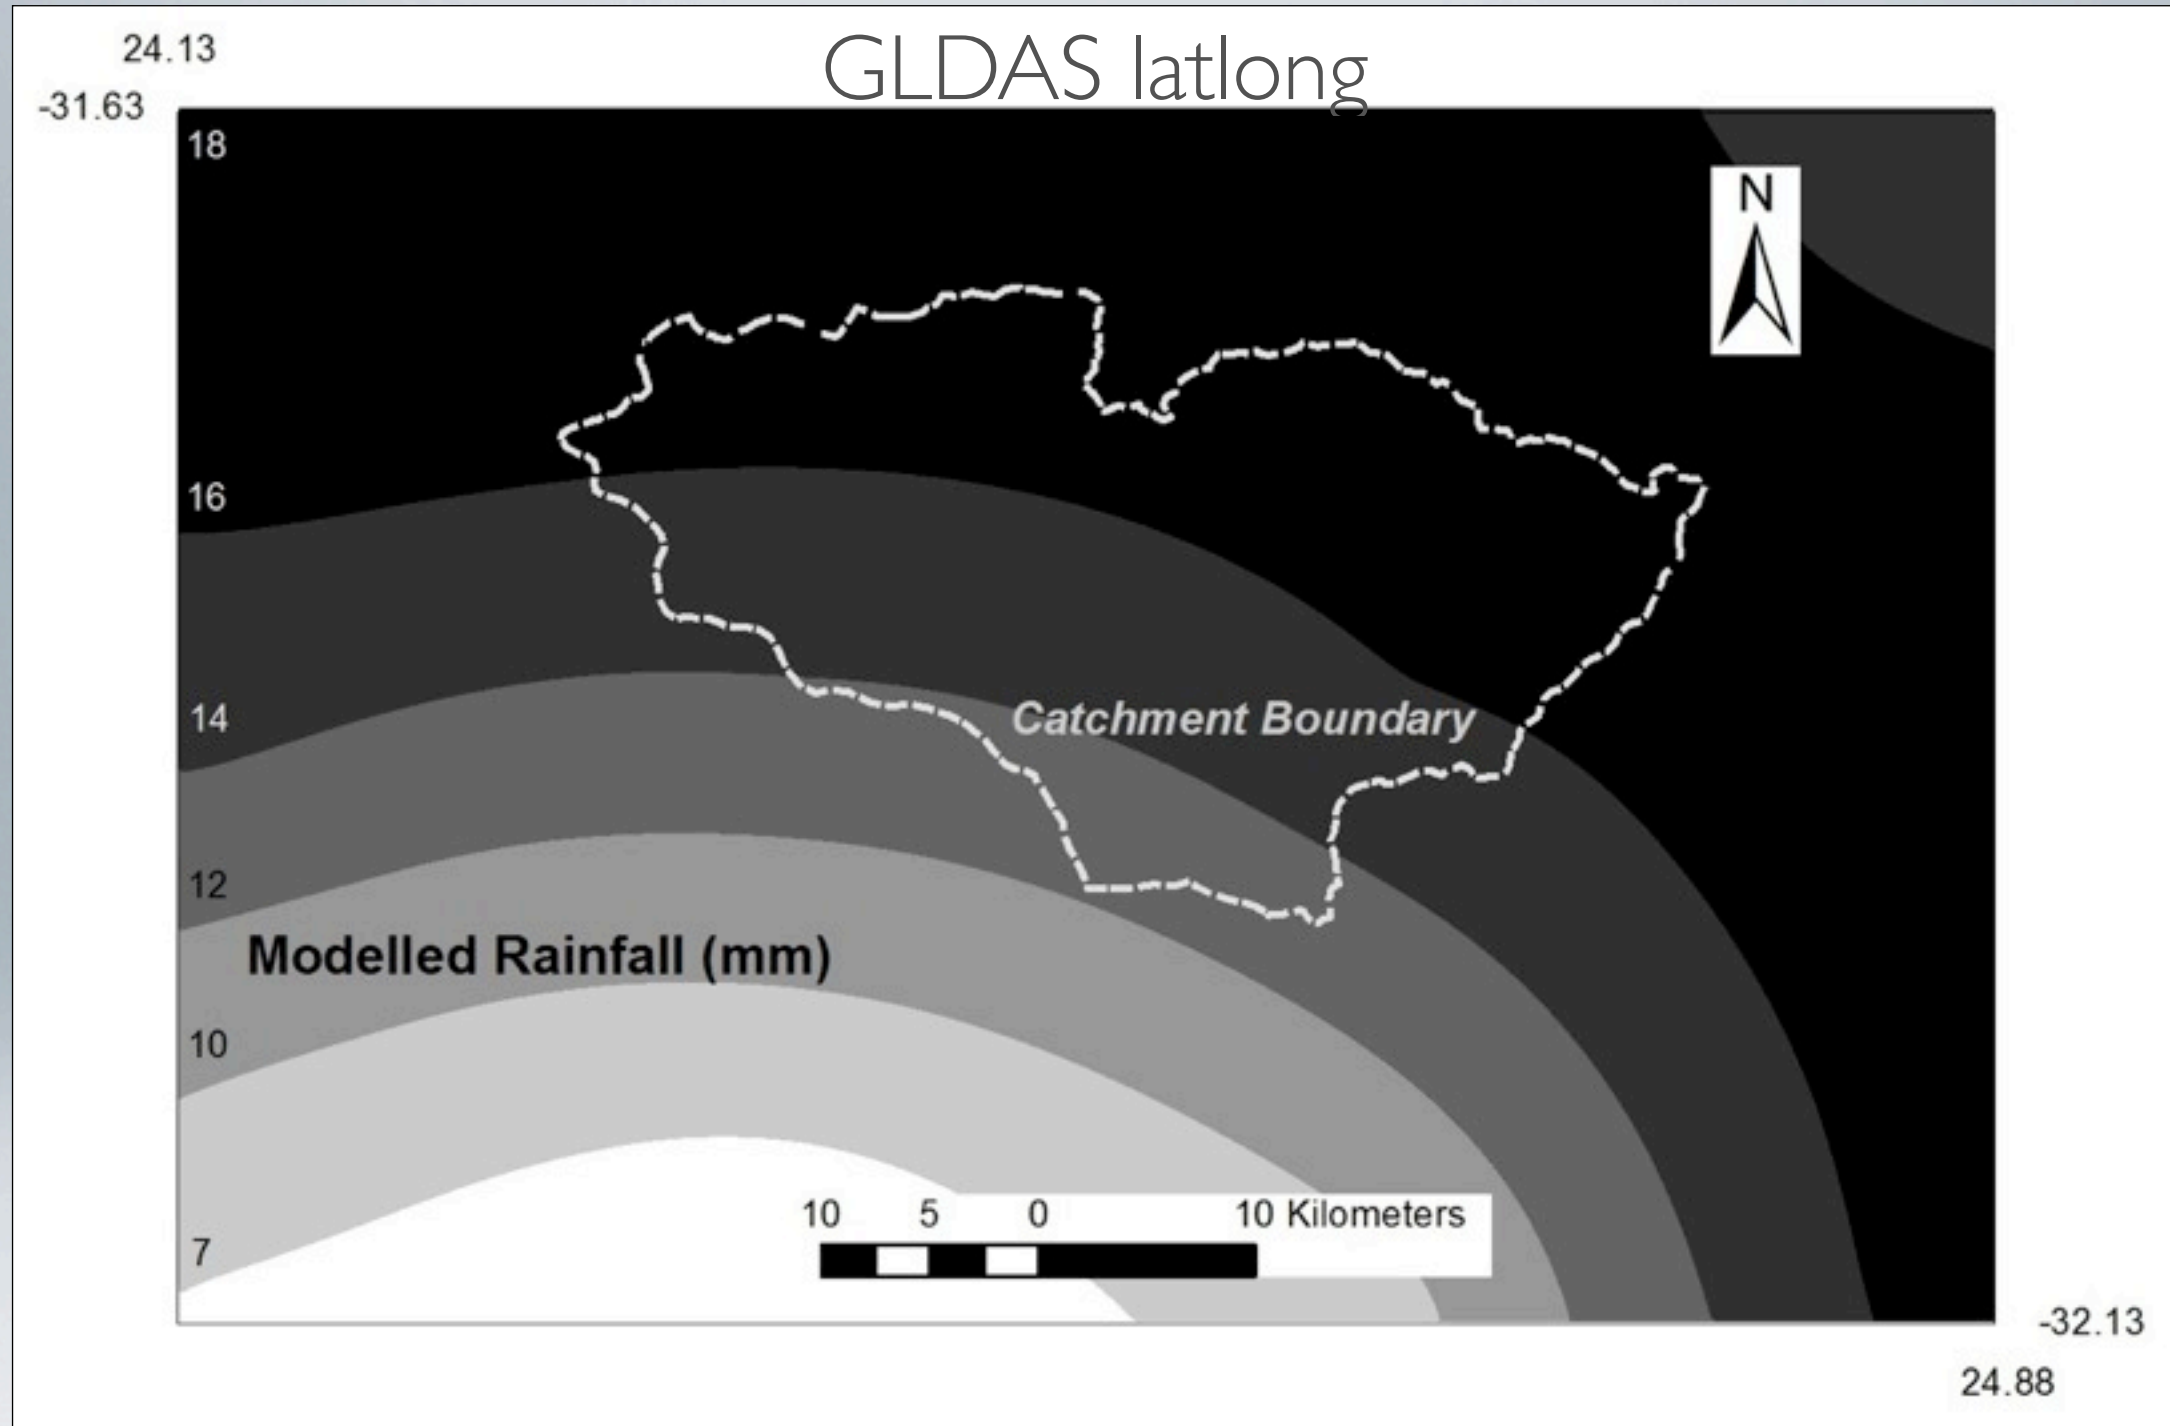 24.13
GLDAS latlong
-31.63
18
N
16
14
Catchment Boundary
12
Modelled Rainfall (mm)
10
10 5 0 10 Kilometers
7
-32.13
24.88